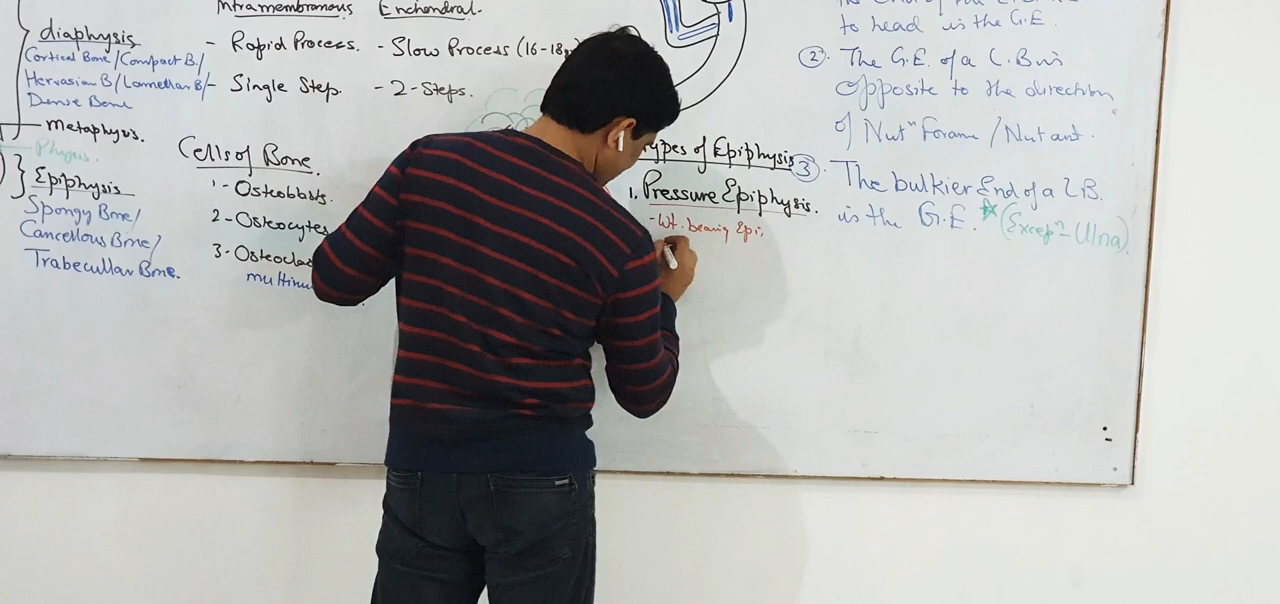 diaphysis
Cortical Bone/Compact B./
Hervasian B/Lamellar B/
Dense Bone
Metaphysis.
Physis.
Epiphysis
Spongy Bone/
Cancellous Bone/
Trabecullar Bone.
Intramembranous
- Rapid Process.
- Single Step.
Enchondral.
- Slow Process (16-18
- 2-Steps.
Cells of Bone
1- Osteoblasts.
2- Osteocytes
3- Osteoclas
multinu
Types of Epiphysis
1. Pressure Epiphysis.
- Wt. bearing Epi.
to head is the G.E.
2. The G.E. of a L.B is
opposite to the direction
of Nutⁿ Forame / Nut art.
3. The bulkier End of a L.B.
is the G.E. * (Excepⁿ - Ulna).